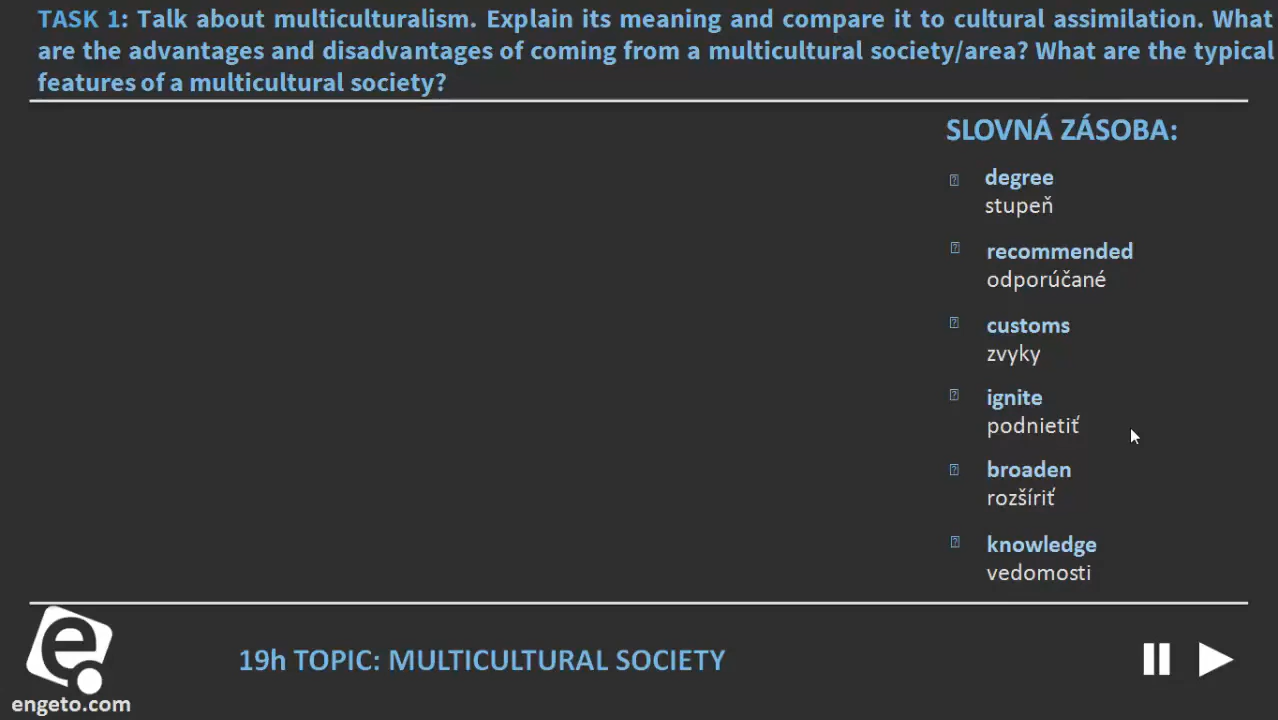 TASK 1: Talk about multiculturalism. Explain its meaning and compare it to cultural assimilation. What
are the advantages and disadvantages of coming from a multicultural society/area? What are the typical
features of a multicultural society?
SLOVNÁ ZÁSOBA:
degree
stupeň
recommended
odporúčané
customs
zvyky
ignite
podnietiť
broaden
rozšíriť
knowledge
vedomosti
e
engeto.com
19h TOPIC: MULTICULTURAL SOCIETY